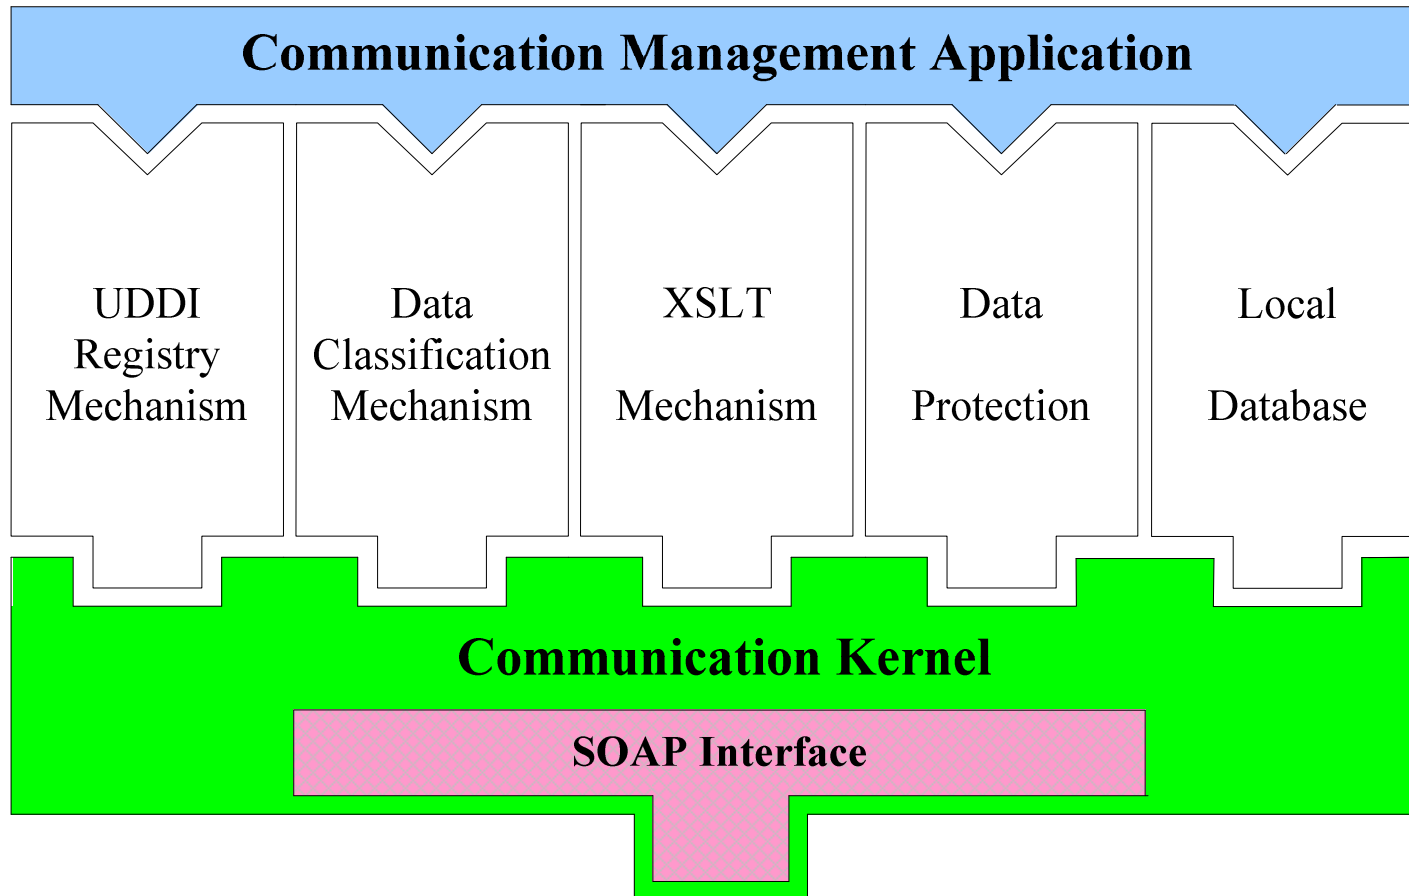 Communication Management Application
UDDI
Registry
Mechanism
Data
Classification
Mechanism
XSLT
Mechanism
Data
Protection
Local
Database
Communication Kernel
SOAP Interface